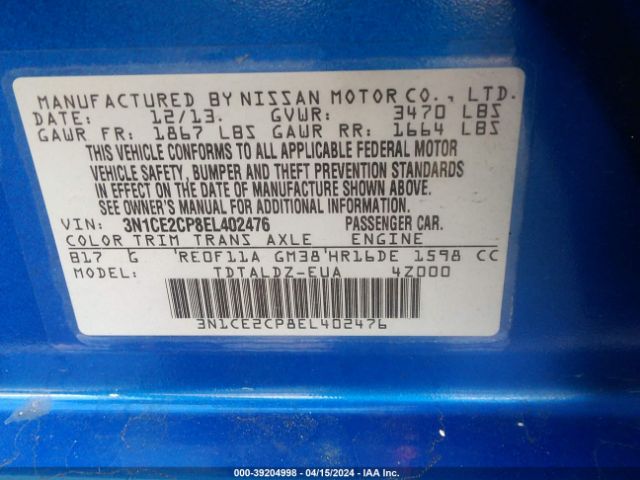 MANUFACTURED BY NISSAN MOTOR CO., LTD.
DATE: 12/13. GVWR: 3470 LBS
GAWR FR: 1867 LBS GAWR RR: 1664 LBS
THIS VEHICLE CONFORMS TO ALL APPLICABLE FEDERAL MOTOR
VEHICLE SAFETY, BUMPER AND THEFT PREVENTION STANDARDS
IN EFFECT ON THE DATE OF MANUFACTURE SHOWN ABOVE.
SEE OWNER'S MANUAL FOR ADDITIONAL INFORMATION.
VIN: 3N1CE2CP8EL402476 PASSENGER CAR.
COLOR TRIM TRANS AXLE ENGINE
B17 G 'RE0F11A GM38'HR16DE 1598 CC
MODEL: TDTALDZ-EUA 4Z000
3N1CE2CP8EL402476
000-39204998 - 04/15/2024 - IAA Inc.